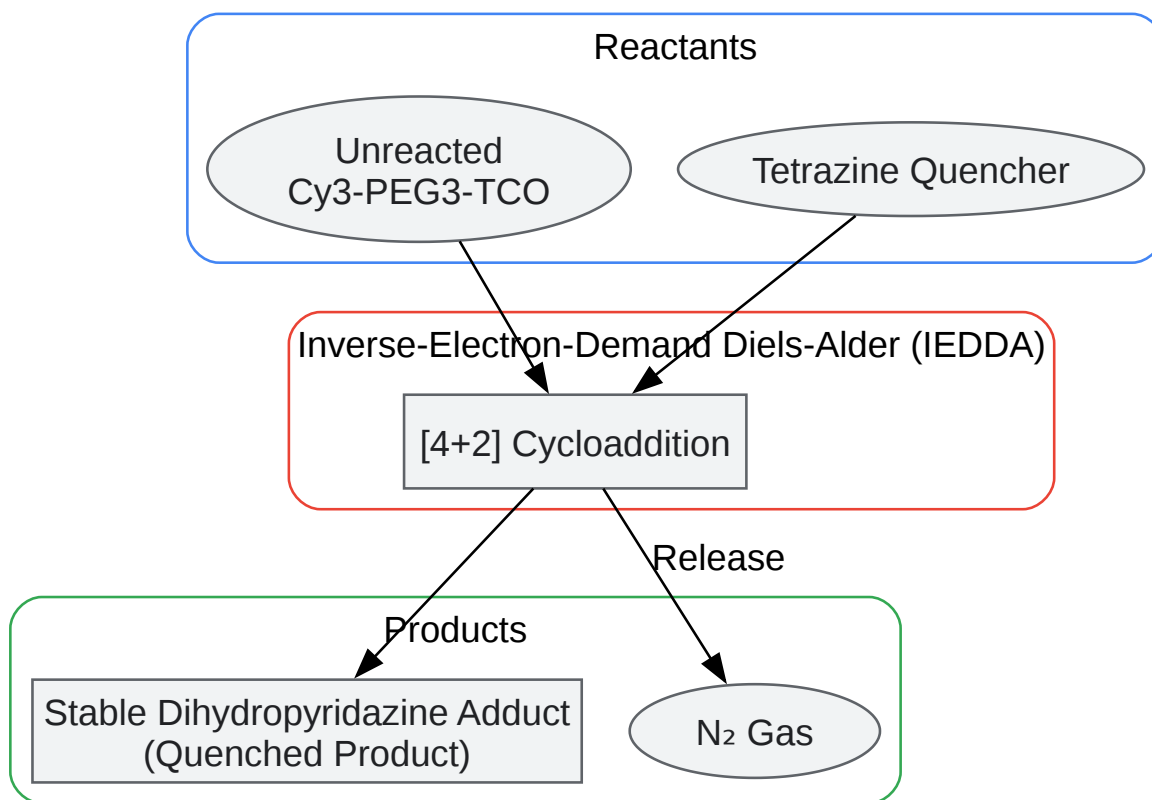 Reactants
Unreacted
Cy3-PEG3-TCO
Tetrazine Quencher
Inverse-Electron-Demand Diels-Alder (IEDDA)
[4+2] Cycloaddition
Release
Products
Stable Dihydropyridazine Adduct
(Quenched Product)
N₂ Gas